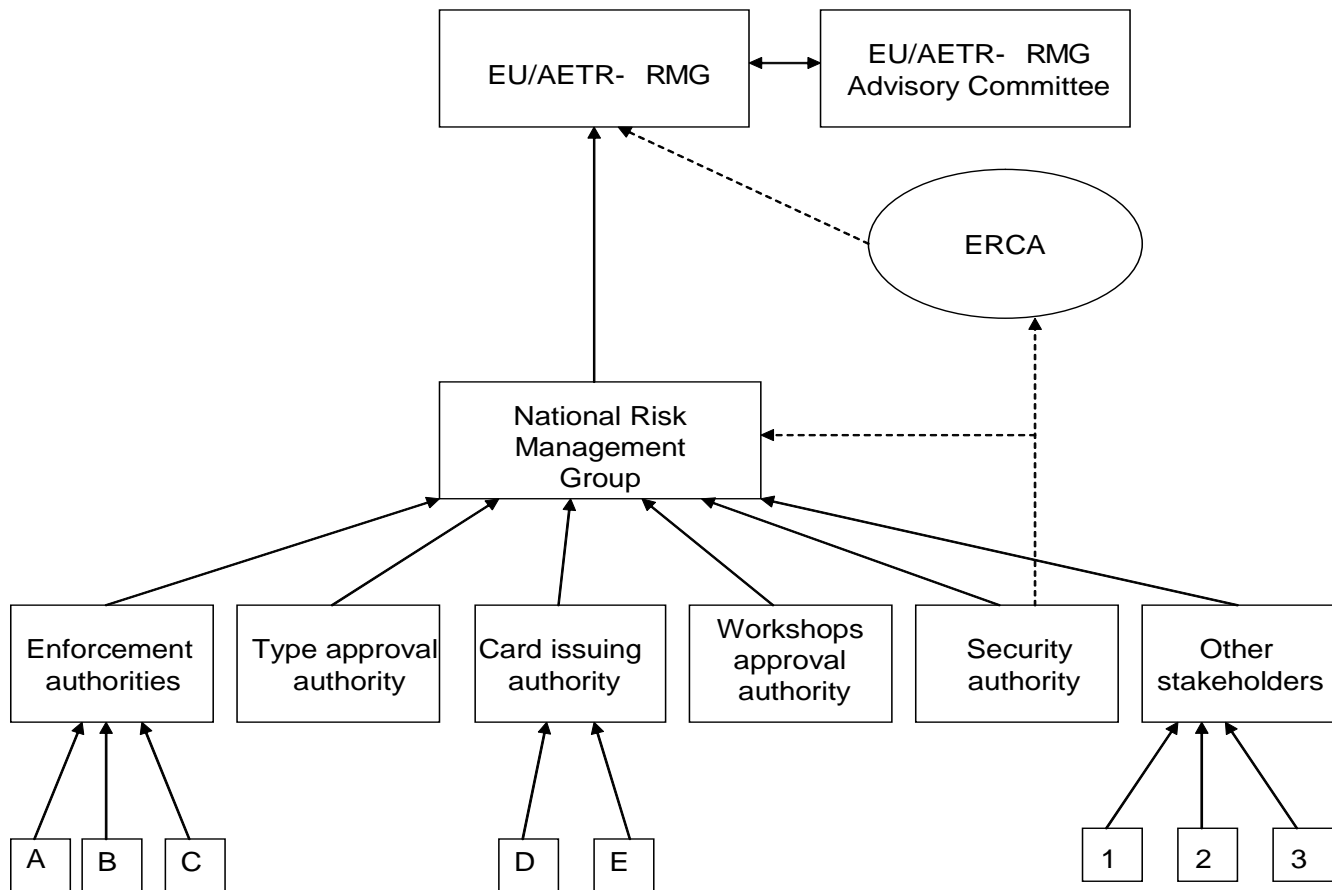 EU/AETR- RMG
EU/AETR- RMG
Advisory Committee
ERCA
National Risk
Management
Group
Enforcement
authorities
Type approval
authority
Card issuing
authority
Workshops
approval
authority
Security
authority
Other
stakeholders
A
B
C
D
E
1
2
3